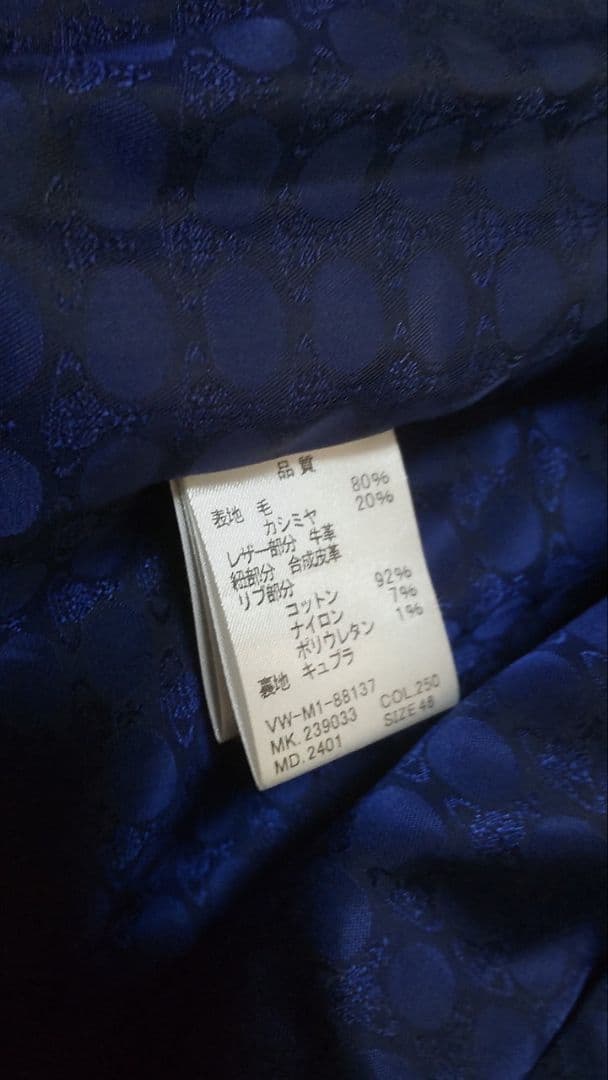 品質
表地 毛 80%
カシミヤ 20%
レザー部分 牛革
紐部分 合成皮革
リブ部分
コットン 92%
ナイロン 7%
ポリウレタン 1%
裏地 キュプラ
VW-M1-88137
MK. 239033 COL.250
MD. 2401 SIZE 48